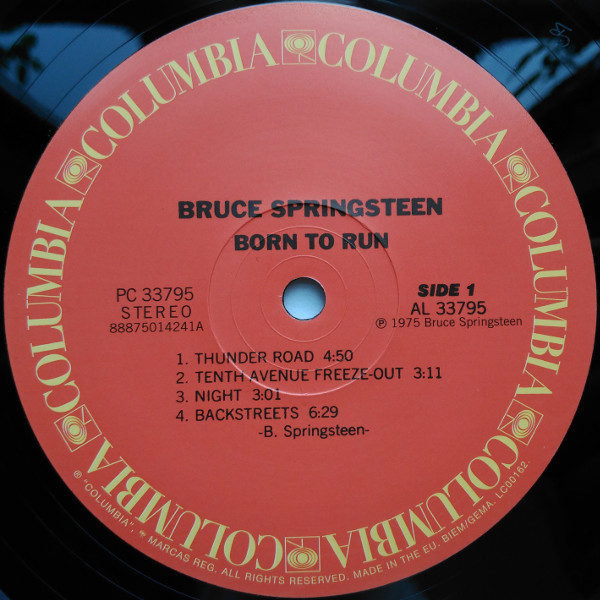 COLUMBIA COLUMBIA COLUMBIA COLUMBIA COLUMBIA COLUMBIA COLUMBIA COLUMBIA
BRUCE SPRINGSTEEN
BORN TO RUN
PC 33795
STEREO
88875014241A
SIDE 1
AL 33795
℗ 1975 Bruce Springsteen
1. THUNDER ROAD 4:50
2. TENTH AVENUE FREEZE-OUT 3:11
3. NIGHT 3:01
4. BACKSTREETS 6:29
-B. Springsteen-
® "COLUMBIA", MARCAS REG. ALL RIGHTS RESERVED. MADE IN THE EU. BIEM/GEMA. LC00162.